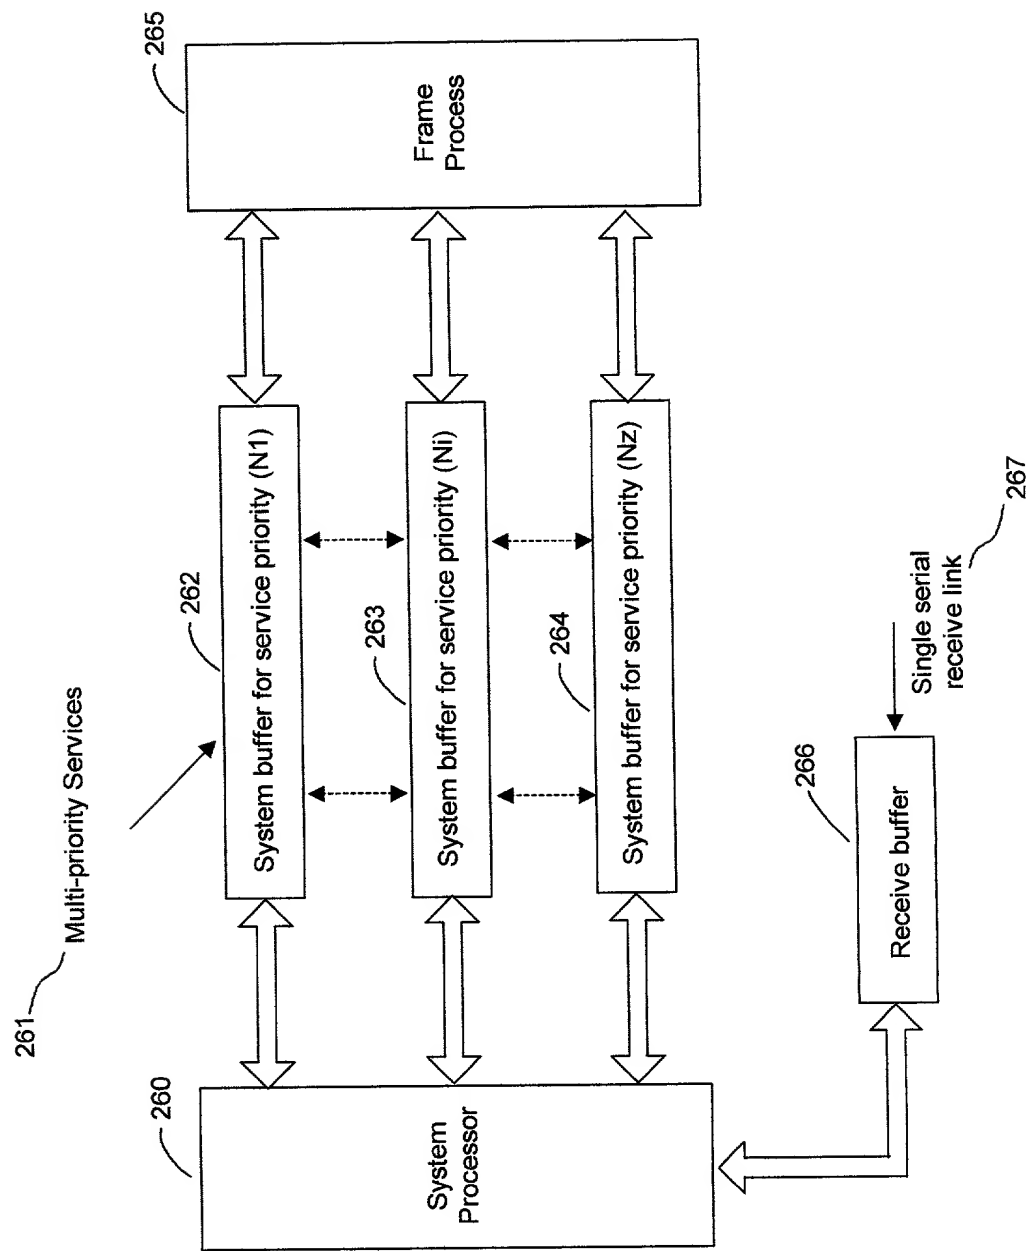 261
Multi-priority Services
260
System
Processor
262
System buffer for service priority (N1)
263
System buffer for service priority (Ni)
264
System buffer for service priority (Nz)
265
Frame
Process
266
Receive buffer
Single serial
receive link
267